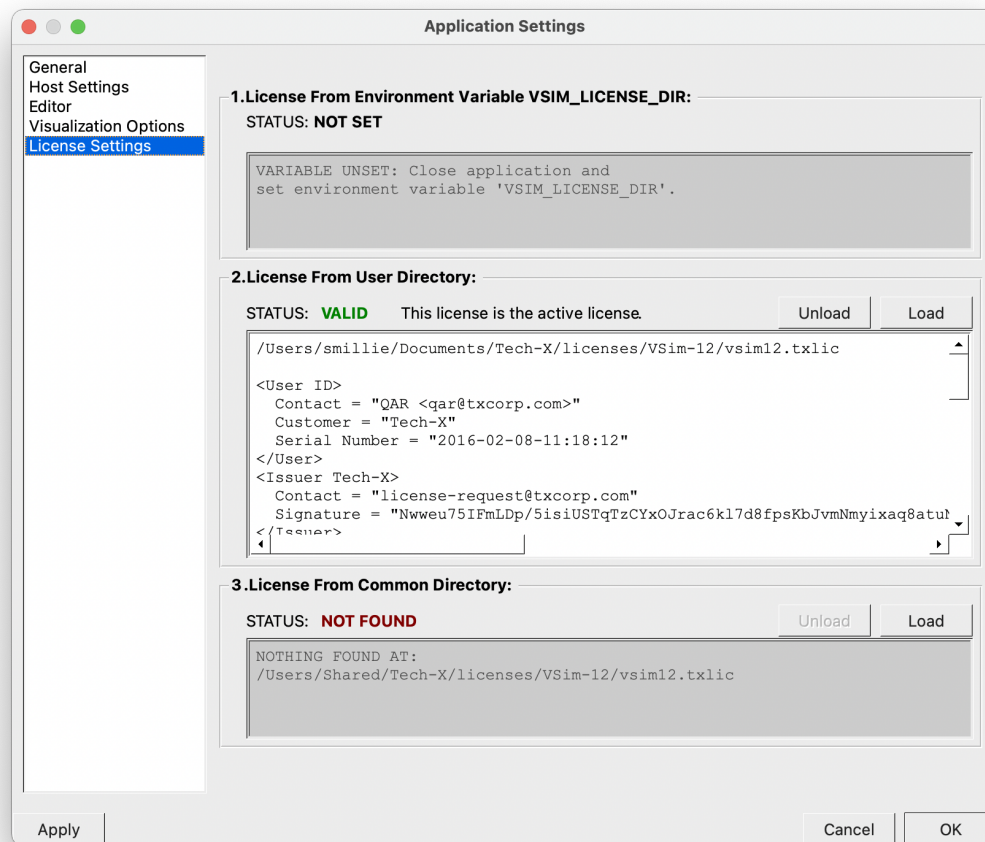 Application Settings
General
Host Settings
Editor
Visualization Options
License Settings
1.License From Environment Variable VSIM_LICENSE_DIR:
STATUS: NOT SET
VARIABLE UNSET: Close application and
set environment variable 'VSIM_LICENSE_DIR'.
2.License From User Directory:
STATUS: VALID This license is the active license.
Unload
Load
/Users/smillie/Documents/Tech-X/licenses/VSim-12/vsim12.txlic
<User ID>
Contact = "QAR <qar@txcorp.com>"
Customer = "Tech-X"
Serial Number = "2016-02-08-11:18:12"
</User>
<Issuer Tech-X>
Contact = "license-request@txcorp.com"
Signature = "Nwweu75IFmLDp/5isiUSTqTzCYxOJrac6kl7d8fpsKbJvmNmyixaq8atuN
</Issuer>
3.License From Common Directory:
STATUS: NOT FOUND
Unload
Load
NOTHING FOUND AT:
/Users/Shared/Tech-X/licenses/VSim-12/vsim12.txlic
Apply
Cancel
OK